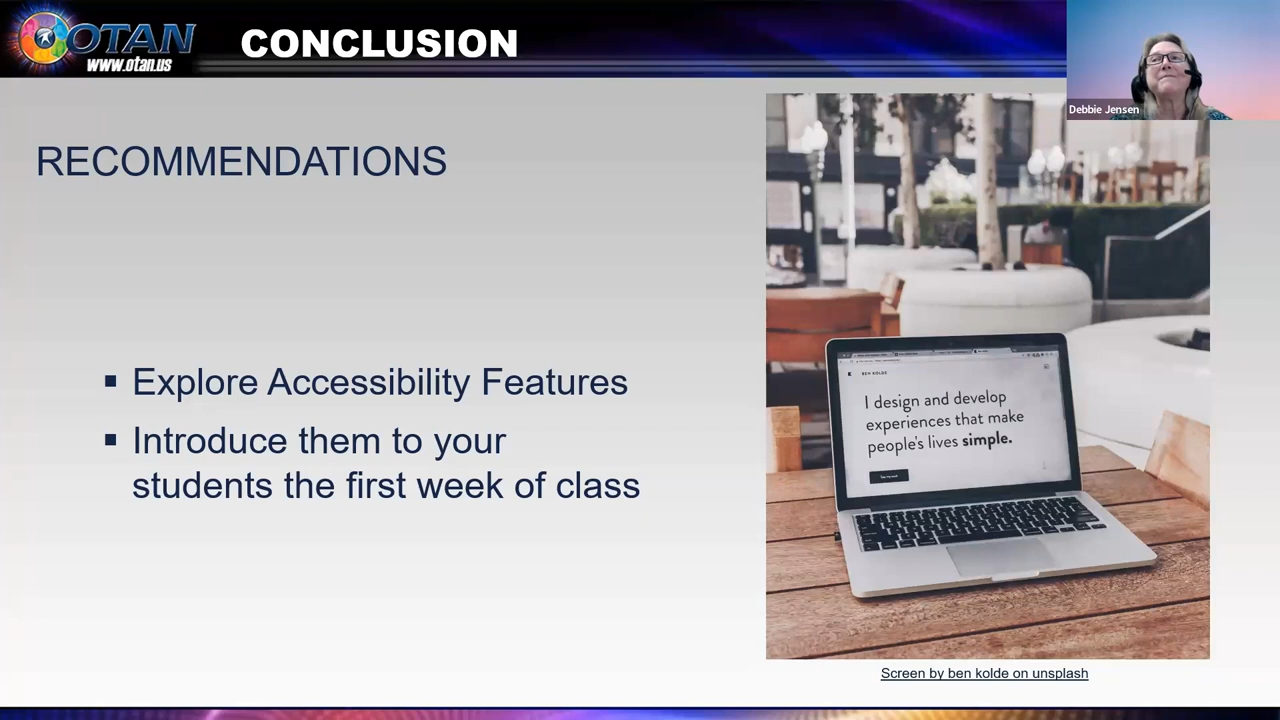 OTAN
www.otan.us
CONCLUSION
Debbie Jensen
RECOMMENDATIONS
▪ Explore Accessibility Features
▪ Introduce them to your
students the first week of class
BEN KOLDE
I design and develop
experiences that make
people's lives simple.
Screen by ben kolde on unsplash